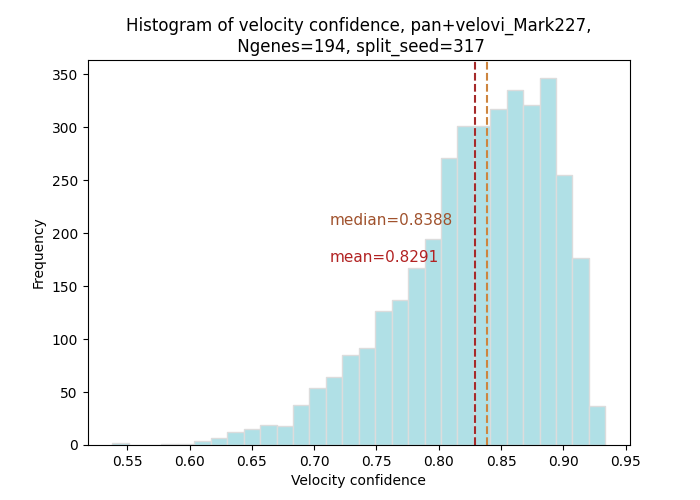 Histogram of velocity confidence, pan+velovi_Mark227,
Ngenes=194, split_seed=317
350
300
250
200
150
100
50
0
Frequency
median=0.8388
mean=0.8291
0.55 0.60 0.65 0.70 0.75 0.80 0.85 0.90 0.95
Velocity confidence